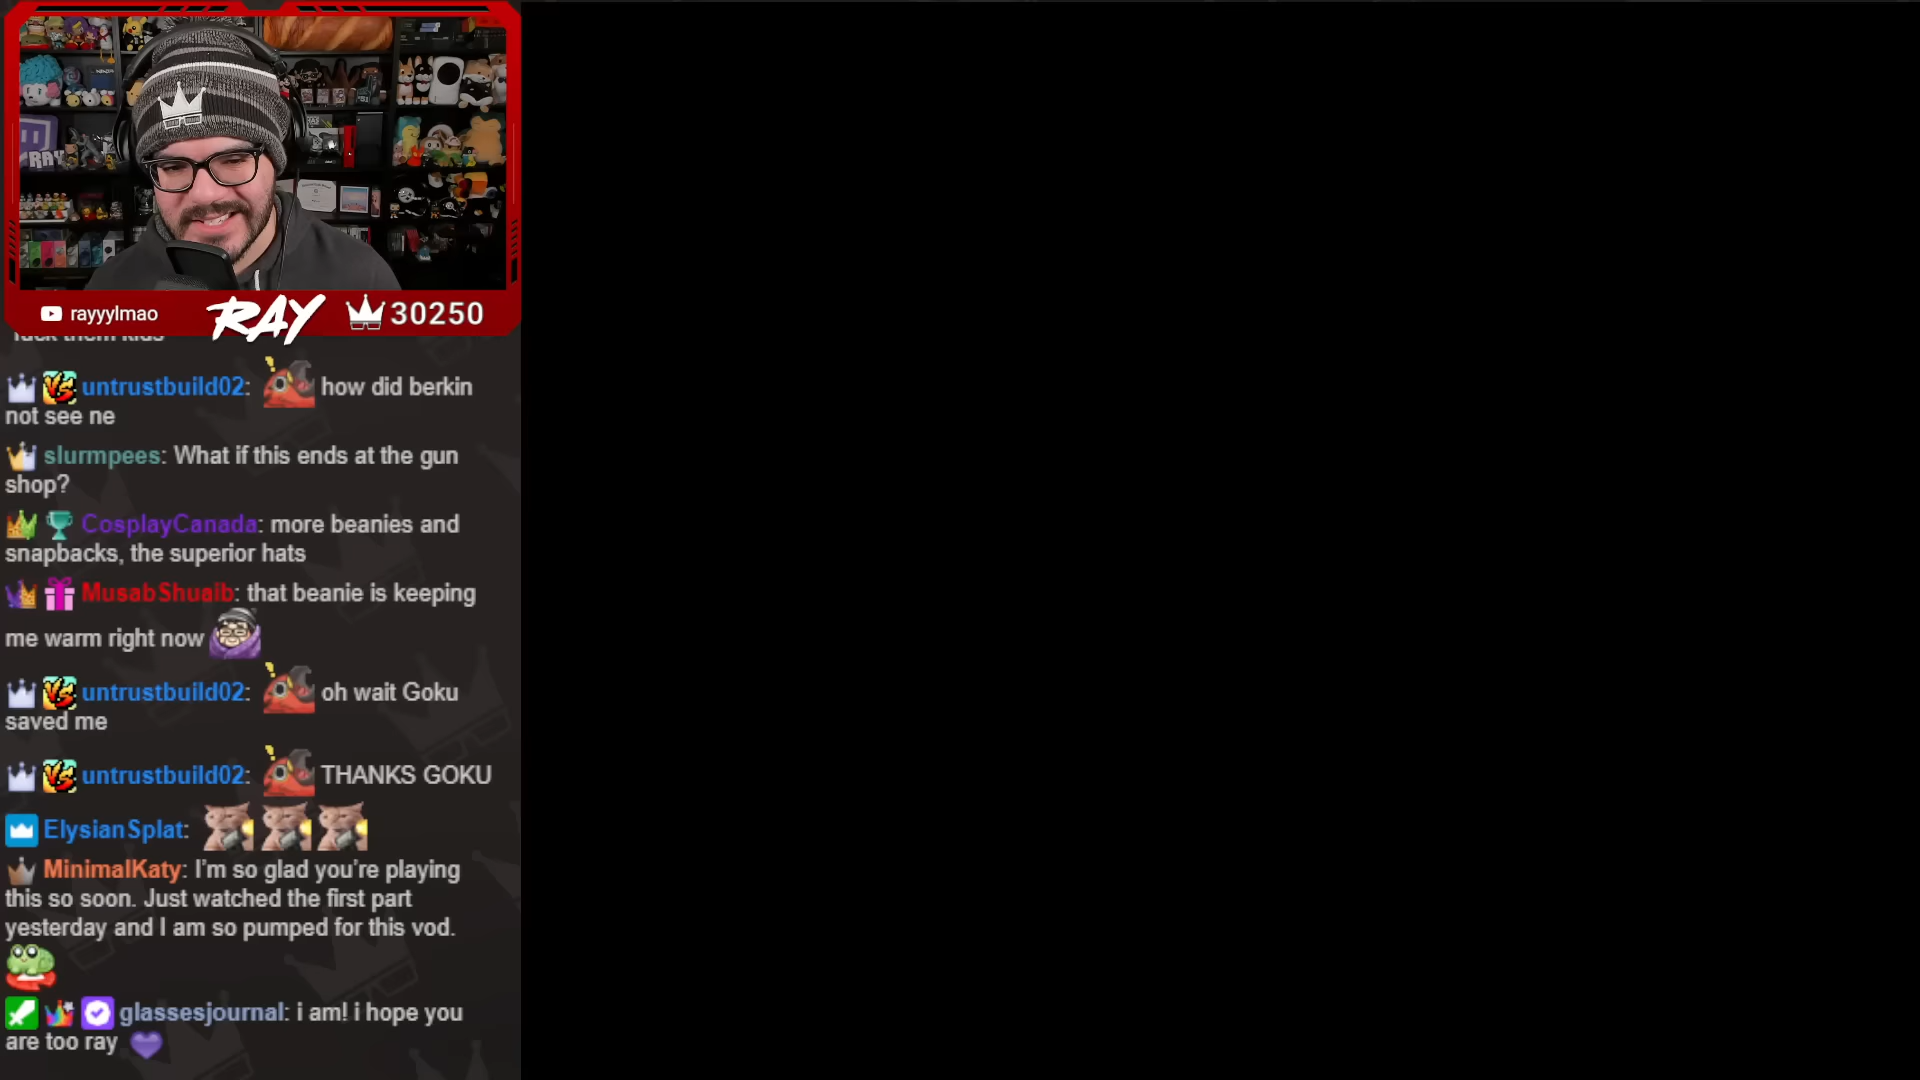 rayyylmao RAY 30250
fuck them kids
untrustbuild02: how did berkin
not see ne
slurmpees: What if this ends at the gun
shop?
CosplayCanada: more beanies and
snapbacks, the superior hats
MusabShuaib: that beanie is keeping
me warm right now
untrustbuild02: oh wait Goku
saved me
untrustbuild02: THANKS GOKU
ElysianSplat:
MinimalKaty: I'm so glad you're playing
this so soon. Just watched the first part
yesterday and I am so pumped for this vod.
glassesjournal: i am! i hope you
are too ray